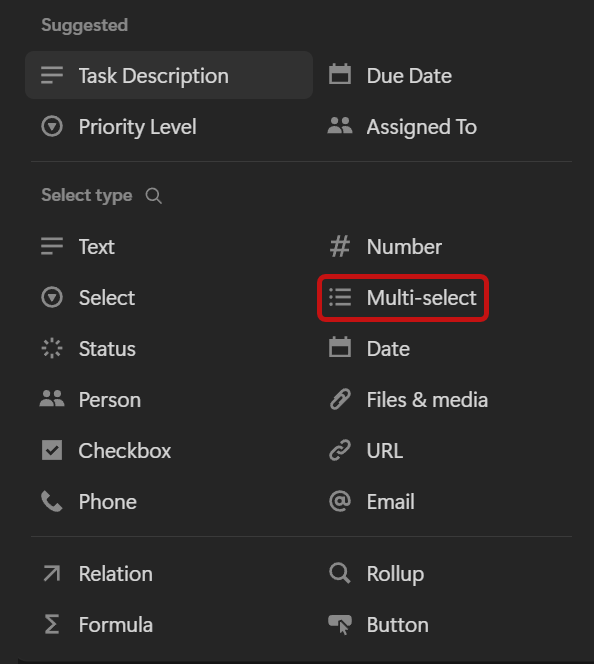 Suggested
Task Description
Due Date
Priority Level
Assigned To
Select type
Text
Number
Select
Multi-select
Status
Date
Person
Files & media
Checkbox
URL
Phone
Email
Relation
Rollup
Formula
Button